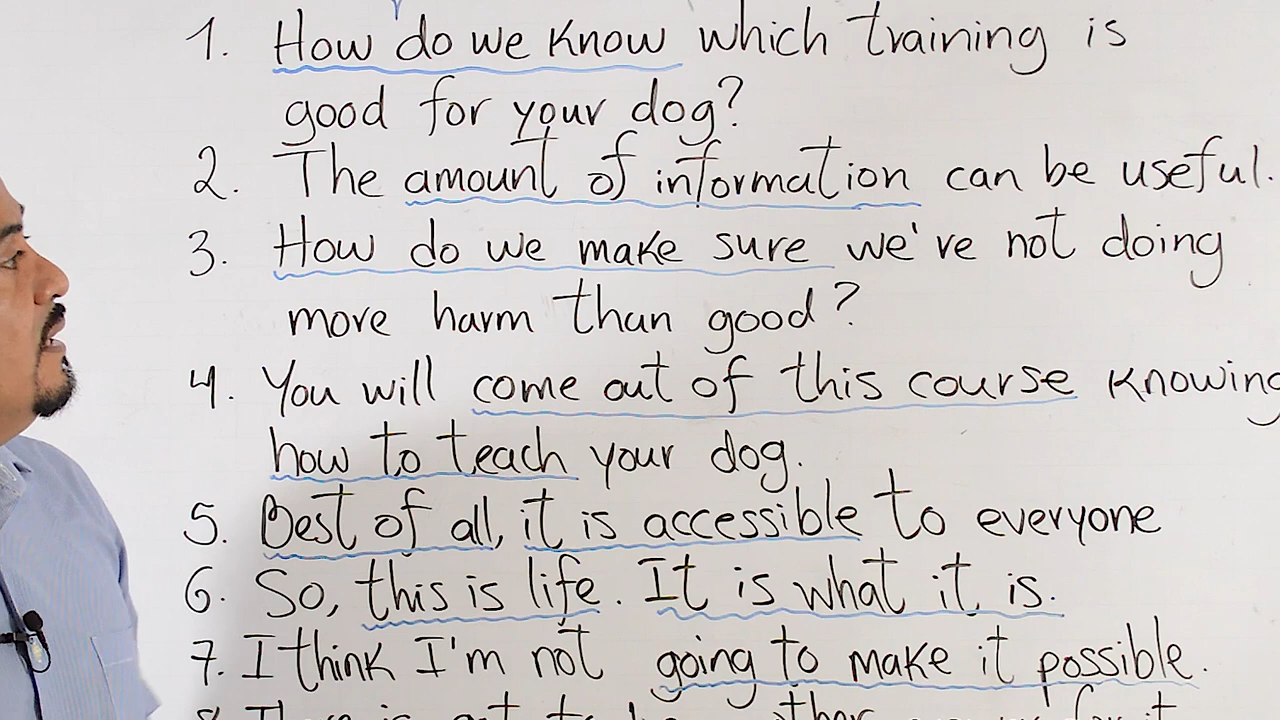 1. How do we know which training is
good for your dog?
2. The amount of information can be useful.
3. How do we make sure we've not doing
more harm than good?
4. You will come out of this course knowing
how to teach your dog.
5. Best of all, it is accessible to everyone
6. So, this is life. It is what it is.
7. I think I'm not going to make it possible.